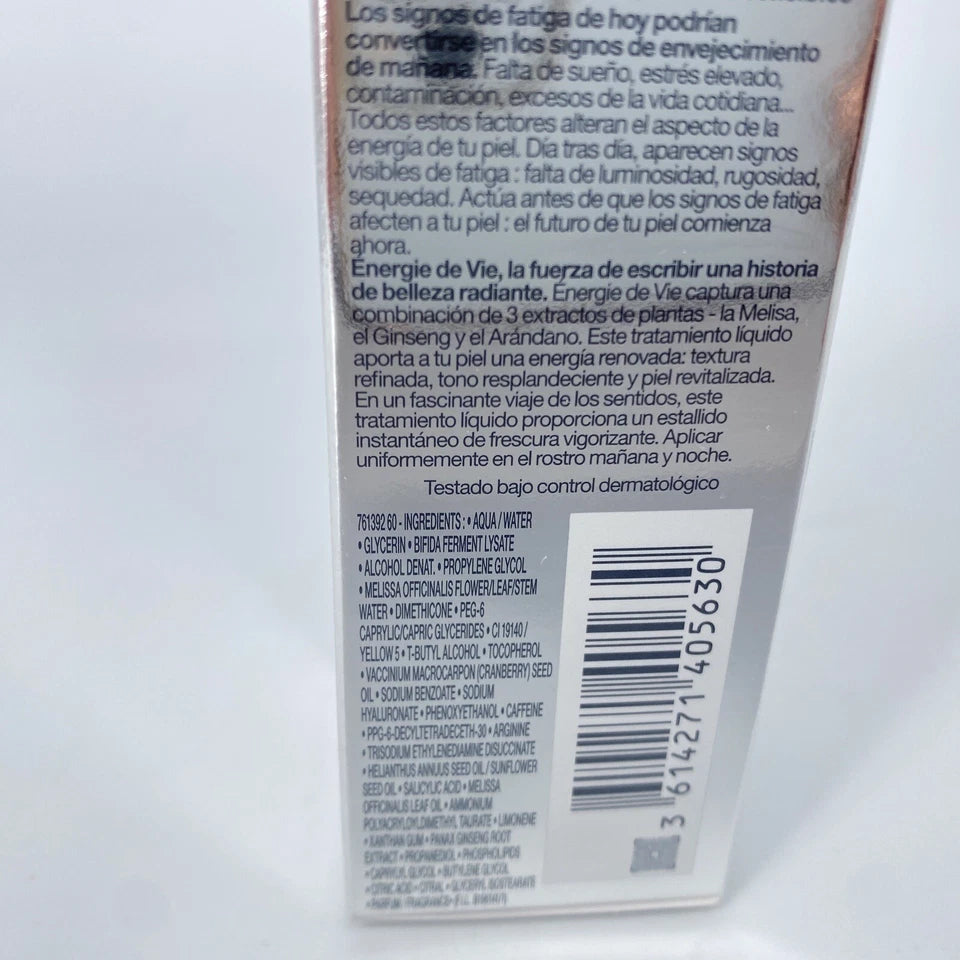 Los signos de fatiga de hoy podrían
convertirse en los signos de envejecimiento
de mañana. Falta de sueño, estrés elevado,
contaminación, excesos de la vida cotidiana...
Todos estos factores alteran el aspecto de la
energía de tu piel. Día tras día, aparecen signos
visibles de fatiga : falta de luminosidad, rugosidad,
sequedad. Actúa antes de que los signos de fatiga
afecten a tu piel : el futuro de tu piel comienza
ahora.
Énergie de Vie, la fuerza de escribir una historia
de belleza radiante. Énergie de Vie captura una
combinación de 3 extractos de plantas - la Melisa,
el Ginseng y el Arándano. Este tratamiento líquido
aporta a tu piel una energía renovada: textura
refinada, tono resplandeciente y piel revitalizada.
En un fascinante viaje de los sentidos, este
tratamiento líquido proporciona un estallido
instantáneo de frescura vigorizante. Aplicar
uniformemente en el rostro mañana y noche.
Testado bajo control dermatológico
761392 60 - INGREDIENTS : • AQUA / WATER
• GLYCERIN • BIFIDA FERMENT LYSATE
• ALCOHOL DENAT. • PROPYLENE GLYCOL
• MELISSA OFFICINALIS FLOWER/LEAF/STEM
WATER • DIMETHICONE • PEG-6
CAPRYLIC/CAPRIC GLYCERIDES • CI 19140 /
YELLOW 5 • T-BUTYL ALCOHOL • TOCOPHEROL
• VACCINIUM MACROCARPON (CRANBERRY) SEED
OIL • SODIUM BENZOATE • SODIUM
HYALURONATE • PHENOXYETHANOL • CAFFEINE
• PPG-6-DECYLTETRADECETH-30 • ARGININE
• TRISODIUM ETHYLENEDIAMINE DISUCCINATE
• HELIANTHUS ANNUUS SEED OIL / SUNFLOWER
SEED OIL • SALICYLIC ACID • MELISSA
OFFICINALIS LEAF OIL • AMMONIUM
POLYACRYLOYLDIMETHYL TAURATE • LIMONENE
• XANTHAN GUM • PANAX GINSENG ROOT
EXTRACT • PROPANEDIOL • PHOSPHOLIPIDS
• CAPRYLYL GLYCOL • BUTYLENE GLYCOL
• CITRIC ACID • CITRAL • GLYCERYL ISOSTEARATE
• PARFUM / FRAGRANCE • (F.I.L.
3 614271 405630